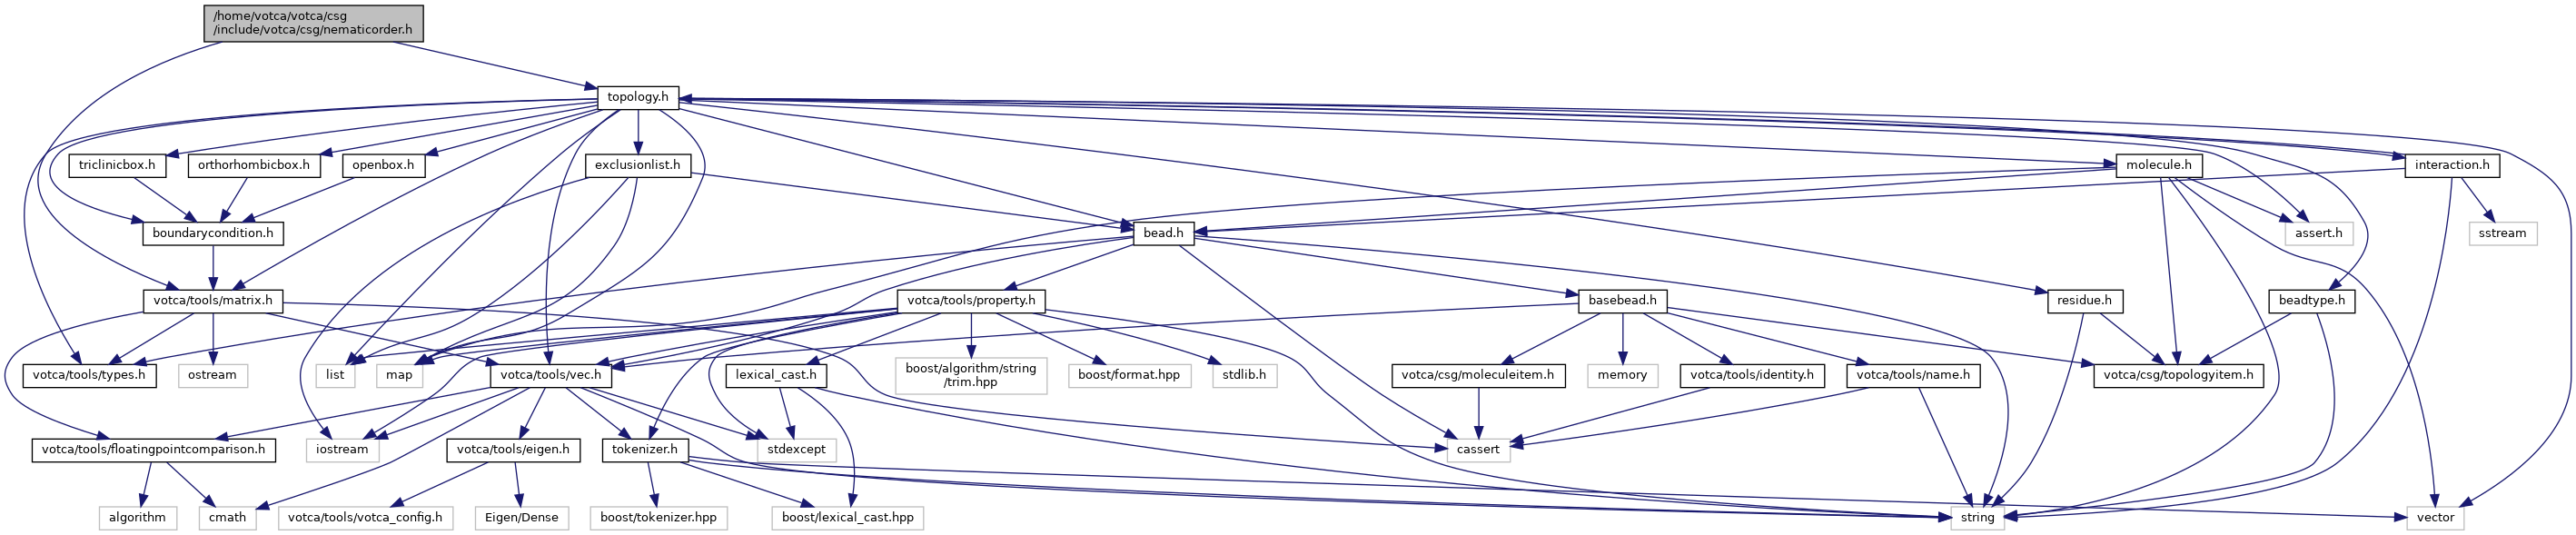 /home/votca/votca/csg
/include/votca/csg/nematicorder.h
topology.h
triclinicbox.h
orthorhombicbox.h
openbox.h
exclusionlist.h
molecule.h
interaction.h
boundarycondition.h
bead.h
assert.h
sstream
votca/tools/matrix.h
votca/tools/property.h
basebead.h
residue.h
beadtype.h
votca/tools/types.h
ostream
list
map
votca/tools/vec.h
lexical_cast.h
boost/algorithm/string
/trim.hpp
boost/format.hpp
stdlib.h
votca/csg/moleculeitem.h
memory
votca/tools/identity.h
votca/tools/name.h
votca/csg/topologyitem.h
votca/tools/floatingpointcomparison.h
iostream
votca/tools/eigen.h
tokenizer.h
stdexcept
cassert
algorithm
cmath
votca/tools/votca_config.h
Eigen/Dense
boost/tokenizer.hpp
boost/lexical_cast.hpp
string
vector